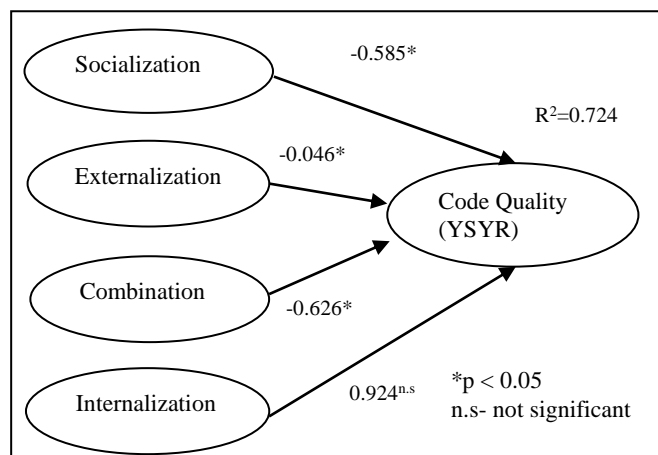 Socialization
-0.585*
R²=0.724
Externalization
-0.046*
Code Quality
(YSYR)
Combination
-0.626*
Internalization
0.924ⁿ·ˢ
*p < 0.05
n.s- not significant